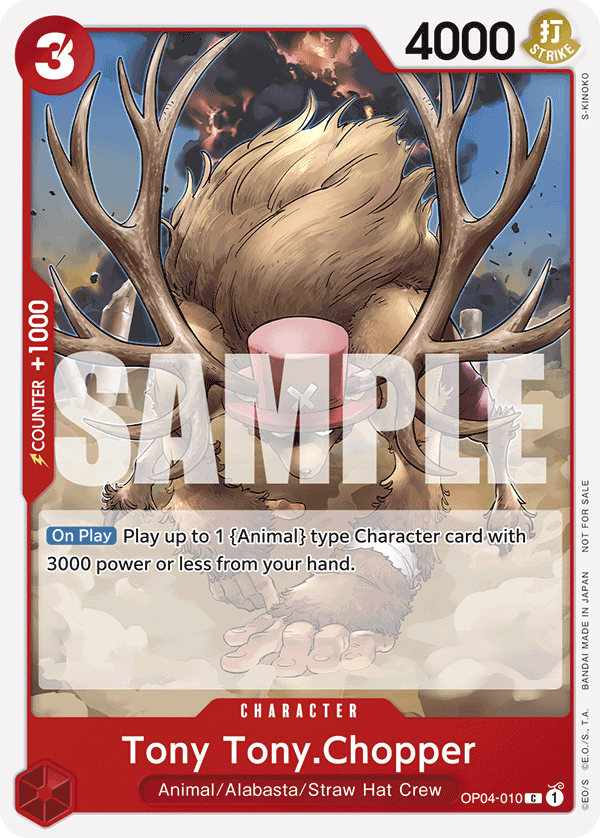 3
4000
打
STRIKE
S-KINOKO
COUNTER +1000
SAMPLE
On Play Play up to 1 {Animal} type Character card with
3000 power or less from your hand.
CHARACTER
Tony Tony.Chopper
Animal/Alabasta/Straw Hat Crew
OP04-010 C 1
©E.O/S ©E.O./S., T.A. BANDAI MADE IN JAPAN NOT FOR SALE